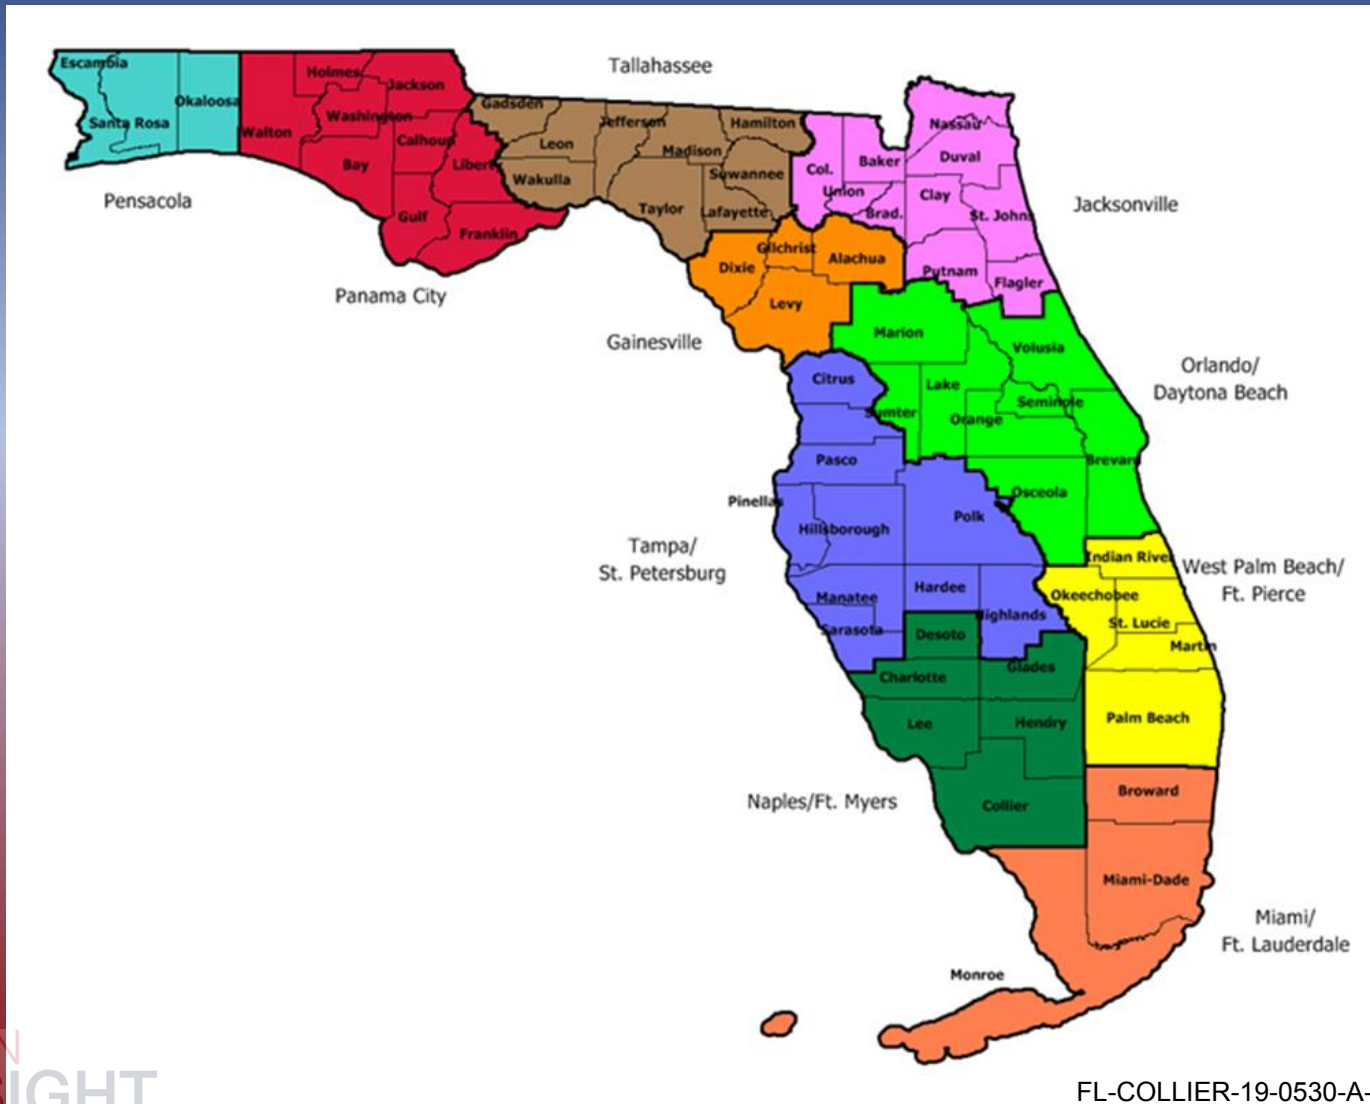 Tallahassee
Escambia
Holmes
Jackson
Okaloosa
Gadsden
Santa Rosa
Washington
Walton
Jefferson
Hamilton
Nassau
Calhoun
Leon
Madison
Duval
Bay
Liberty
Col.
Baker
Wakulla
Suwannee
Union
Clay
Pensacola
Taylor
Lafayette
Brad.
St. Johns
Jacksonville
Gulf
Franklin
Gilchrist
Alachua
Dixie
Putnam
Flagler
Panama City
Levy
Gainesville
Marion
Volusia
Orlando/
Daytona Beach
Citrus
Lake
Sumter
Orange
Seminole
Pasco
Brevard
Pinellas
Osceola
Polk
Hillsborough
Tampa/
St. Petersburg
Indian River
West Palm Beach/
Ft. Pierce
Manatee
Hardee
Okeechobee
Highlands
St. Lucie
Sarasota
Desoto
Martin
Glades
Charlotte
Lee
Hendry
Palm Beach
Naples/Ft. Myers
Collier
Broward
Miami-Dade
Miami/
Ft. Lauderdale
Monroe
N
SIGHT
FL-COLLIER-19-0530-A-